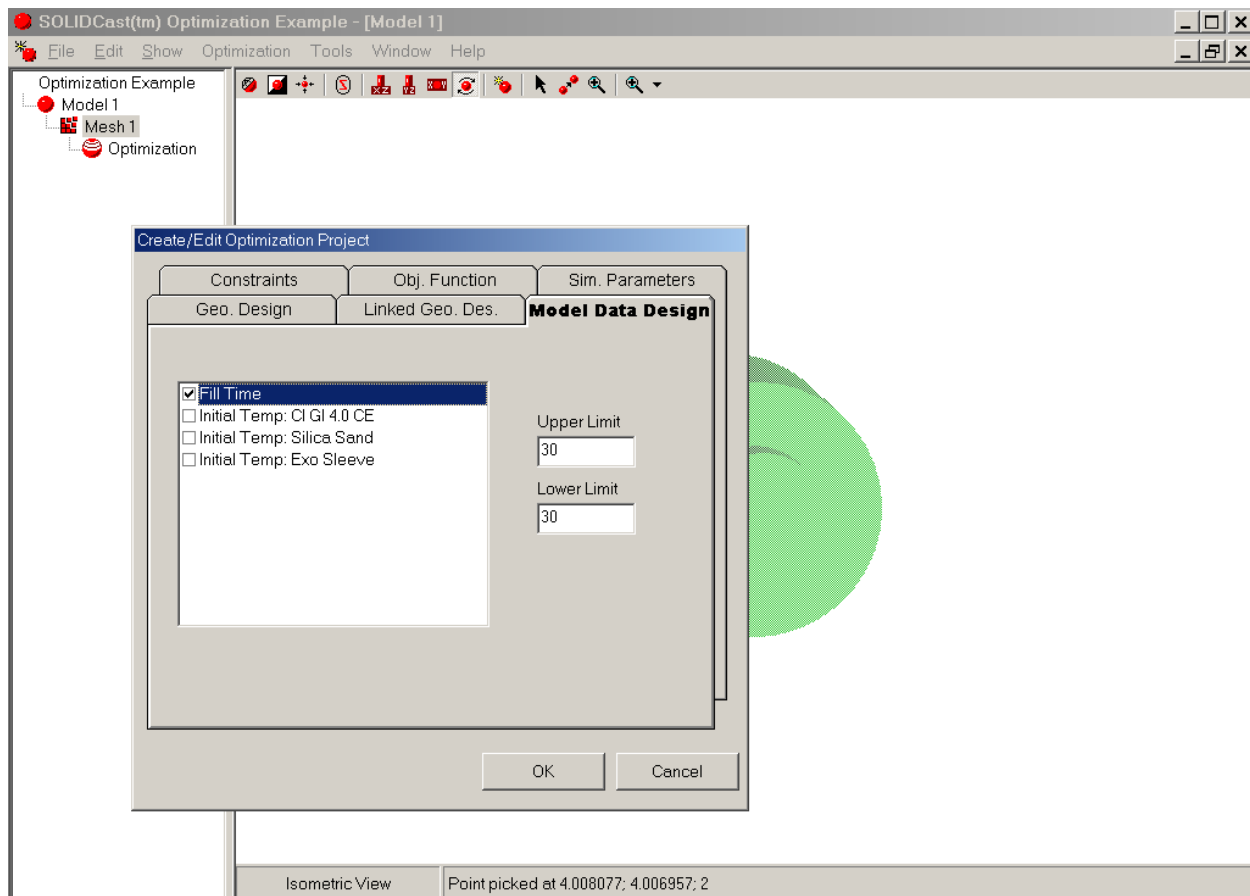 SOLIDCast(tm) Optimization Example - [Model 1]
File Edit Show Optimization Tools Window Help
Optimization Example
Model 1
Mesh 1
Optimization
XZ YZ XY
Create/Edit Optimization Project
Constraints Obj. Function Sim. Parameters
Geo. Design Linked Geo. Des. Model Data Design
Fill Time
Initial Temp: CI GI 4.0 CE
Initial Temp: Silica Sand
Initial Temp: Exo Sleeve
Upper Limit
30
Lower Limit
30
OK Cancel
Isometric View Point picked at 4.008077; 4.006957; 2